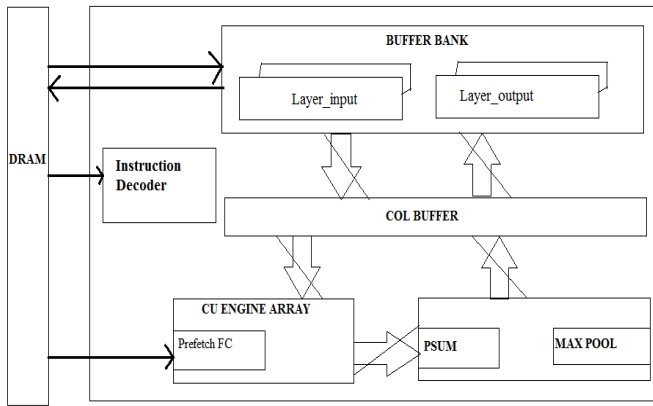 BUFFER BANK
Layer_input
Layer_output
DRAM
Instruction
Decoder
COL BUFFER
CU ENGINE ARRAY
Prefetch FC
PSUM
MAX POOL